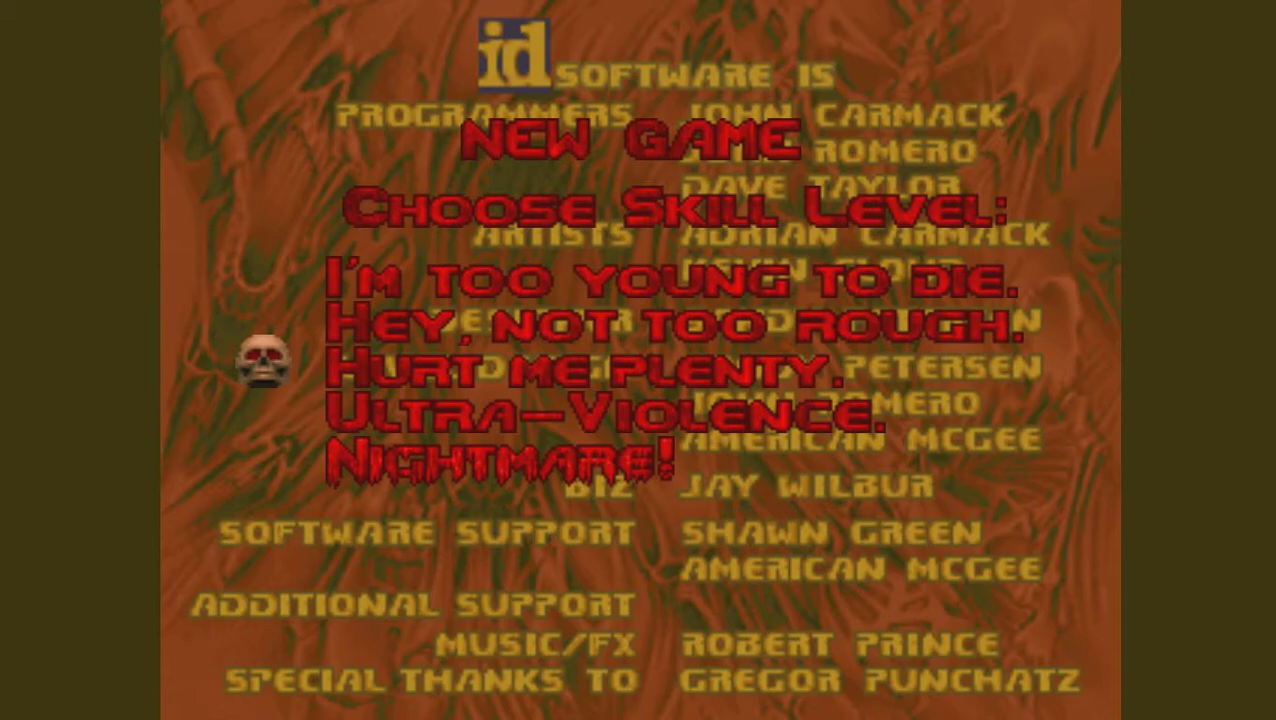 id SOFTWARE IS
PROGRAMMERS JOHN CARMACK
NEW GAME
ROMERO
DAVE TAYLOR
CHOOSE SKILL LEVEL:
ARTISTS ADRIAN CARMACK
I'M TOO YOUNG TO DIE.
HEY, NOT TOO ROUGH.
HURT ME PLENTY.
PETERSEN
ULTRA-VIOLENCE.
AMERICAN MCGEE
NIGHTMARE!
BIZ JAY WILBUR
SOFTWARE SUPPORT SHAWN GREEN
AMERICAN MCGEE
ADDITIONAL SUPPORT
MUSIC/FX ROBERT PRINCE
SPECIAL THANKS TO GREGOR PUNCHATZ